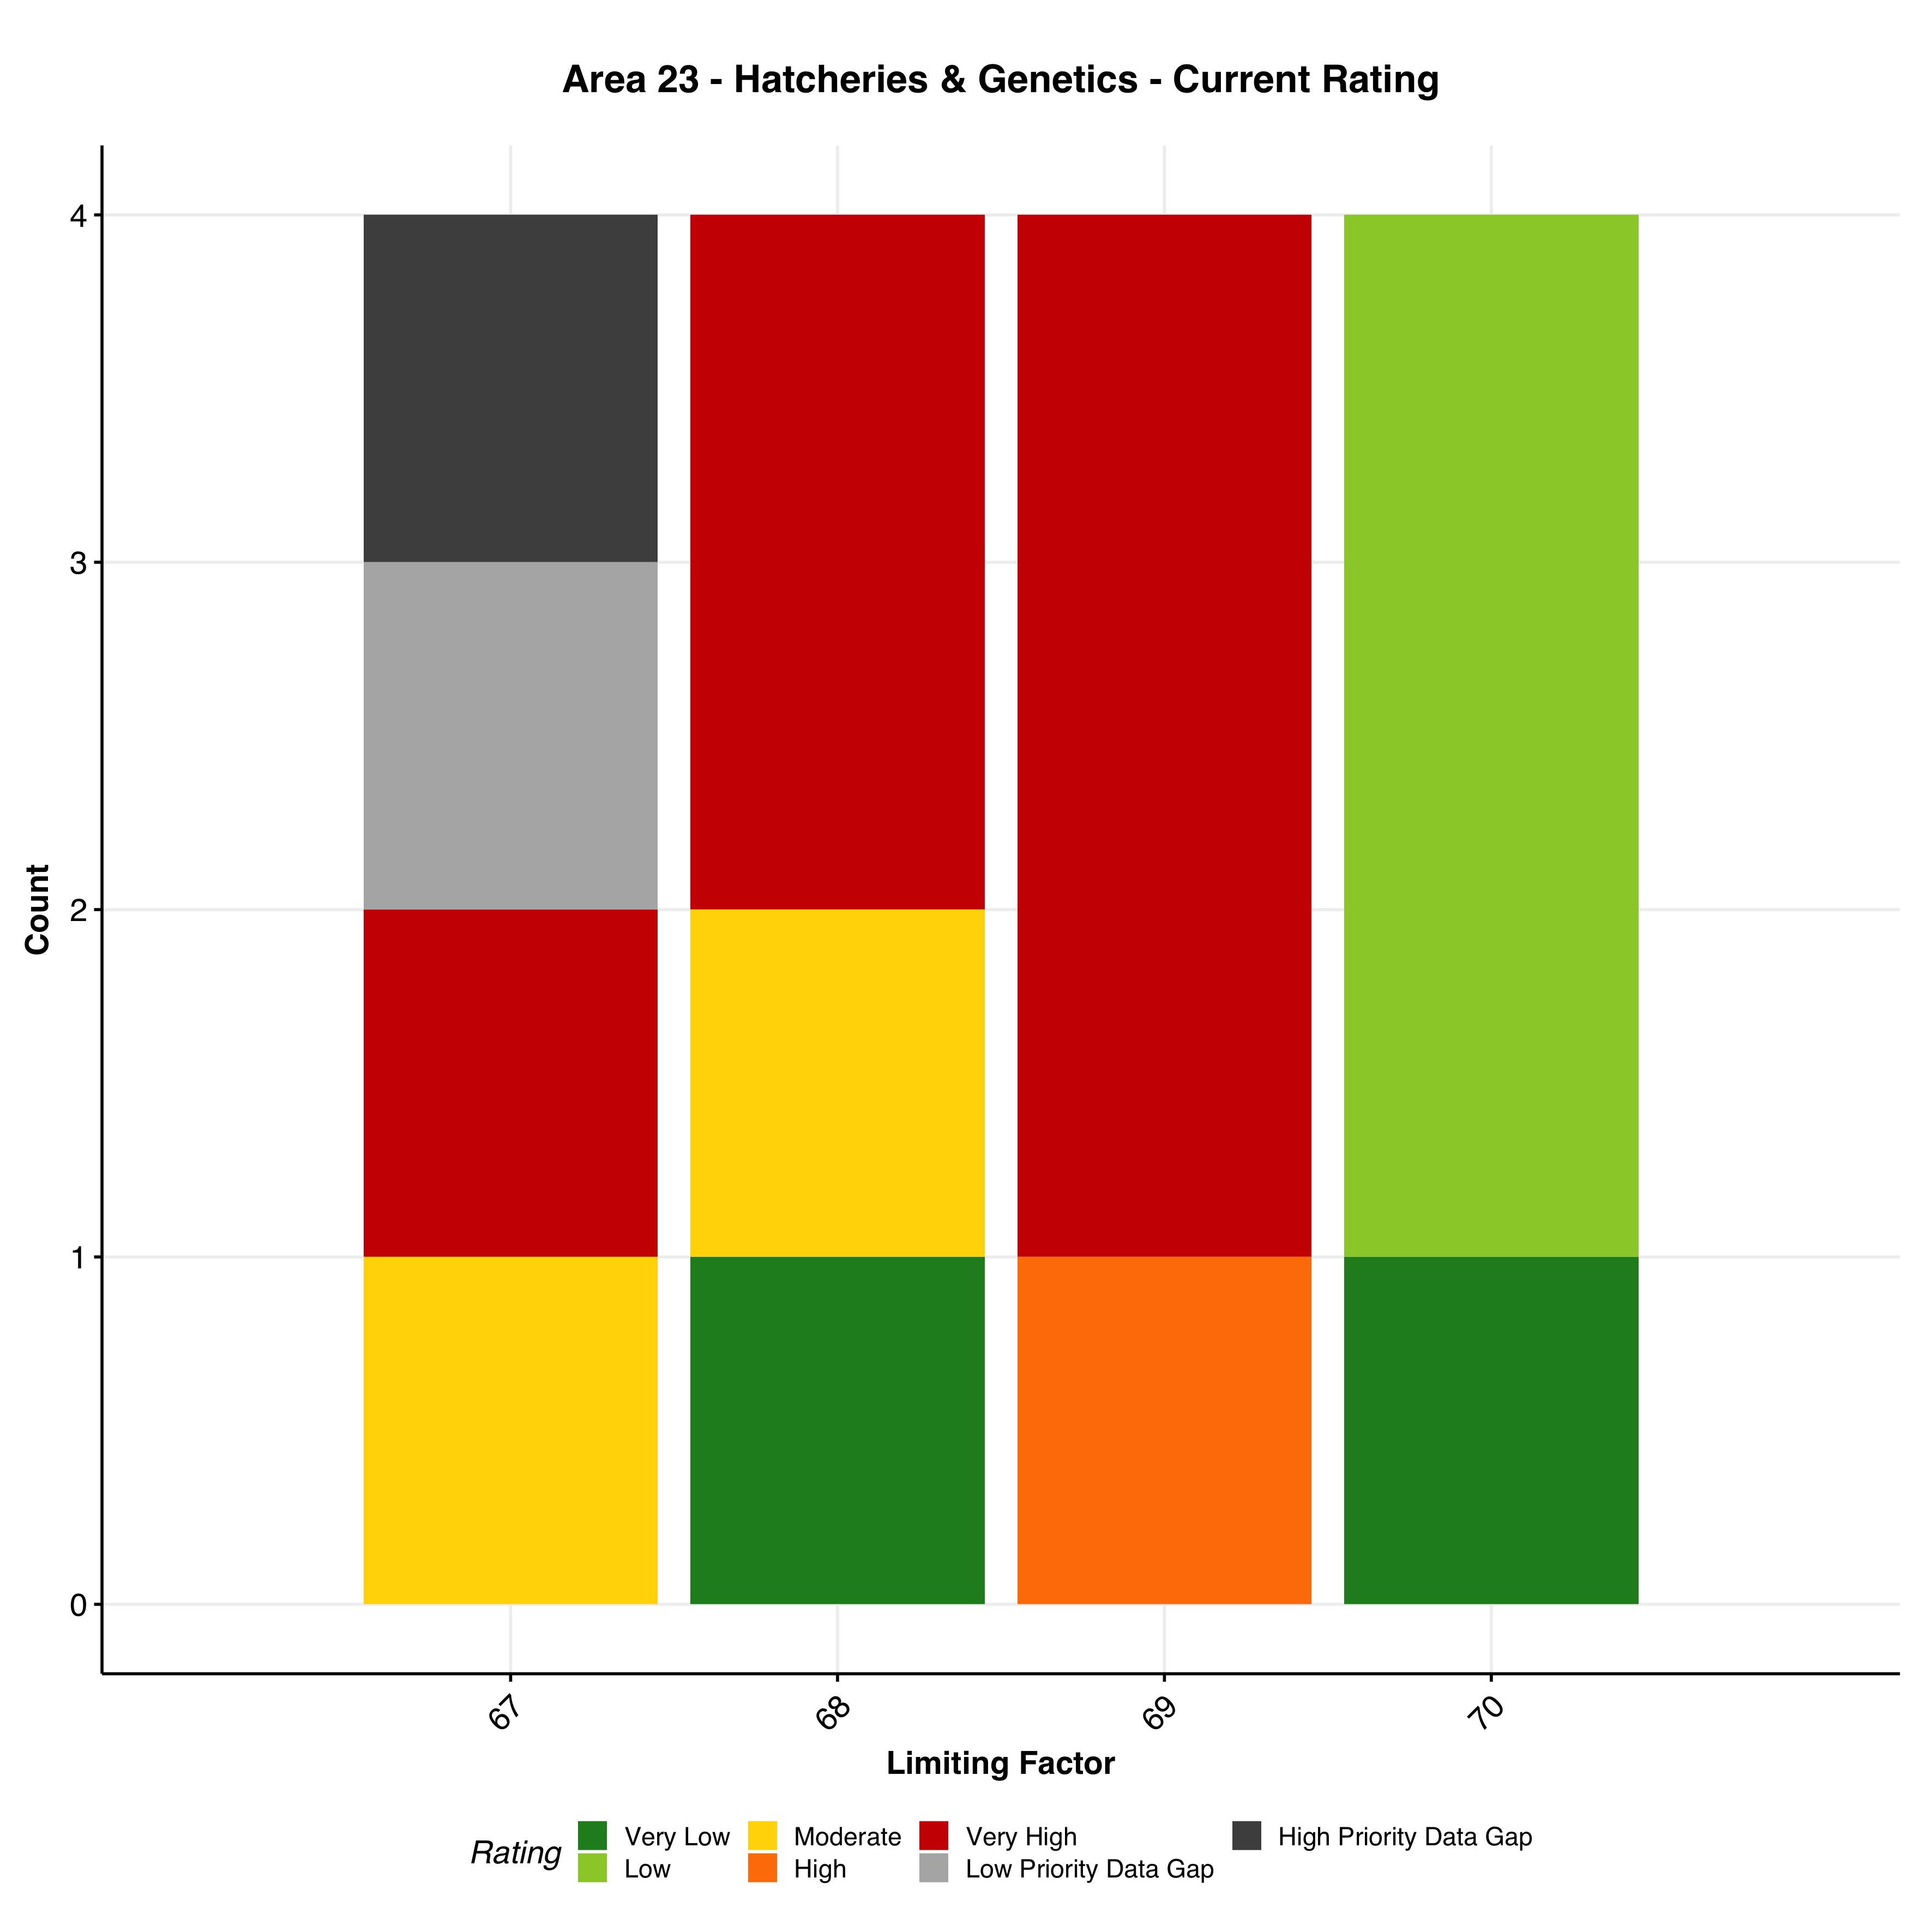 Area 23 - Hatcheries & Genetics - Current Rating
Count
4
3
2
1
0
67 68 69 70
Limiting Factor
Rating
Very Low Moderate Very High High Priority Data Gap
Low High Low Priority Data Gap